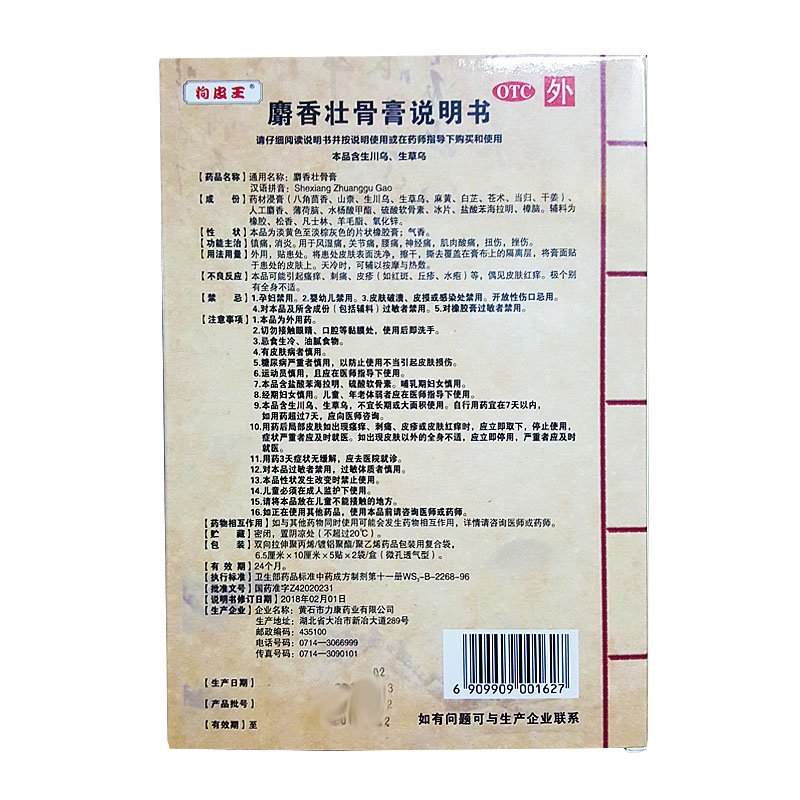 狗皮王®
OTC 外
麝香壮骨膏说明书
请仔细阅读说明书并按说明使用或在药师指导下购买和使用
本品含生川乌、生草乌
【药品名称】通用名称：麝香壮骨膏
汉语拼音：Shexiang Zhuanggu Gao
【成 份】药材浸膏（八角茴香、山柰、生川乌、生草乌、麻黄、白芷、苍术、当归、干姜）、
人工麝香、薄荷脑、水杨酸甲酯、硫酸软骨素、冰片、盐酸苯海拉明、樟脑。辅料为
橡胶、松香、凡士林、羊毛脂、氧化锌。
【性 状】本品为淡黄色至淡棕灰色的片状橡胶膏；气香。
【功能主治】镇痛，消炎。用于风湿痛，关节痛，腰痛，神经痛，肌肉酸痛，扭伤，挫伤。
【用法用量】外用，贴患处。将患处皮肤表面洗净，擦干，撕去覆盖在膏布上的隔离层，将膏面贴
于患处的皮肤上。天冷时，可辅以按摩与热敷。
【不良反应】本品可能引起瘙痒、刺痛、皮疹（如红斑、丘疹、水疱）等，偶见皮肤红痒。极个别
有全身不适。
【禁 忌】1.孕妇禁用。2.婴幼儿禁用。3.皮肤破溃、皮损或感染处禁用。开放性伤口忌用。
4.对本品及所含成份（包括辅料）过敏者禁用。5.对橡胶膏过敏者禁用。
【注意事项】1.本品为外用药。
2.切勿接触眼睛、口腔等黏膜处，使用后即洗手。
3.忌食生冷、油腻食物。
4.有皮肤病者慎用。
5.糖尿病严重者慎用，以防止使用不当引起皮肤损伤。
6.运动员慎用，且应在医师指导下使用。
7.本品含盐酸苯海拉明、硫酸软骨素。哺乳期妇女慎用。
8.经期妇女慎用。儿童、年老体弱者应在医师指导下使用。
9.本品含生川乌、生草乌，不宜长期或大面积使用。自行用药宜在7天以内，
如用药超过7天，应向医师咨询。
10.用药后局部皮肤如出现瘙痒、刺痛、皮疹或皮肤红痒时，应立即取下，停止使用，
症状严重者应及时就医。如出现皮肤以外的全身不适，应立即停用，严重者应及时
就医。
11.用药3天症状无缓解，应去医院就诊。
12.对本品过敏者禁用，过敏体质者慎用。
13.本品性状发生改变时禁止使用。
14.儿童必须在成人监护下使用。
15.请将本品放在儿童不能接触的地方。
16.如正在使用其他药品，使用本品前请咨询医师或药师。
【药物相互作用】如与其他药物同时使用可能会发生药物相互作用，详情请咨询医师或药师。
【贮 藏】密闭，置阴凉处（不超过20℃）。
【包 装】双向拉伸聚丙烯/镀铝聚酯/聚乙烯药品包装用复合袋，
6.5厘米×10厘米×5贴×2袋/盒（微孔透气型）。
【有 效 期】24个月。
【执行标准】卫生部药品标准中药成方制剂第十一册WS₃-B-2268-96
【批准文号】国药准字Z42020231
【说明书修订日期】2018年02月01日
【生产企业】企业名称：黄石市力康药业有限公司
生产地址：湖北省大冶市新冶大道289号
邮政编码：435100
电话号码：0714—3066999
传真号码：0714—3090101
【生产日期】
【产品批号】
【有效期】至
6 909909 001627
如有问题可与生产企业联系